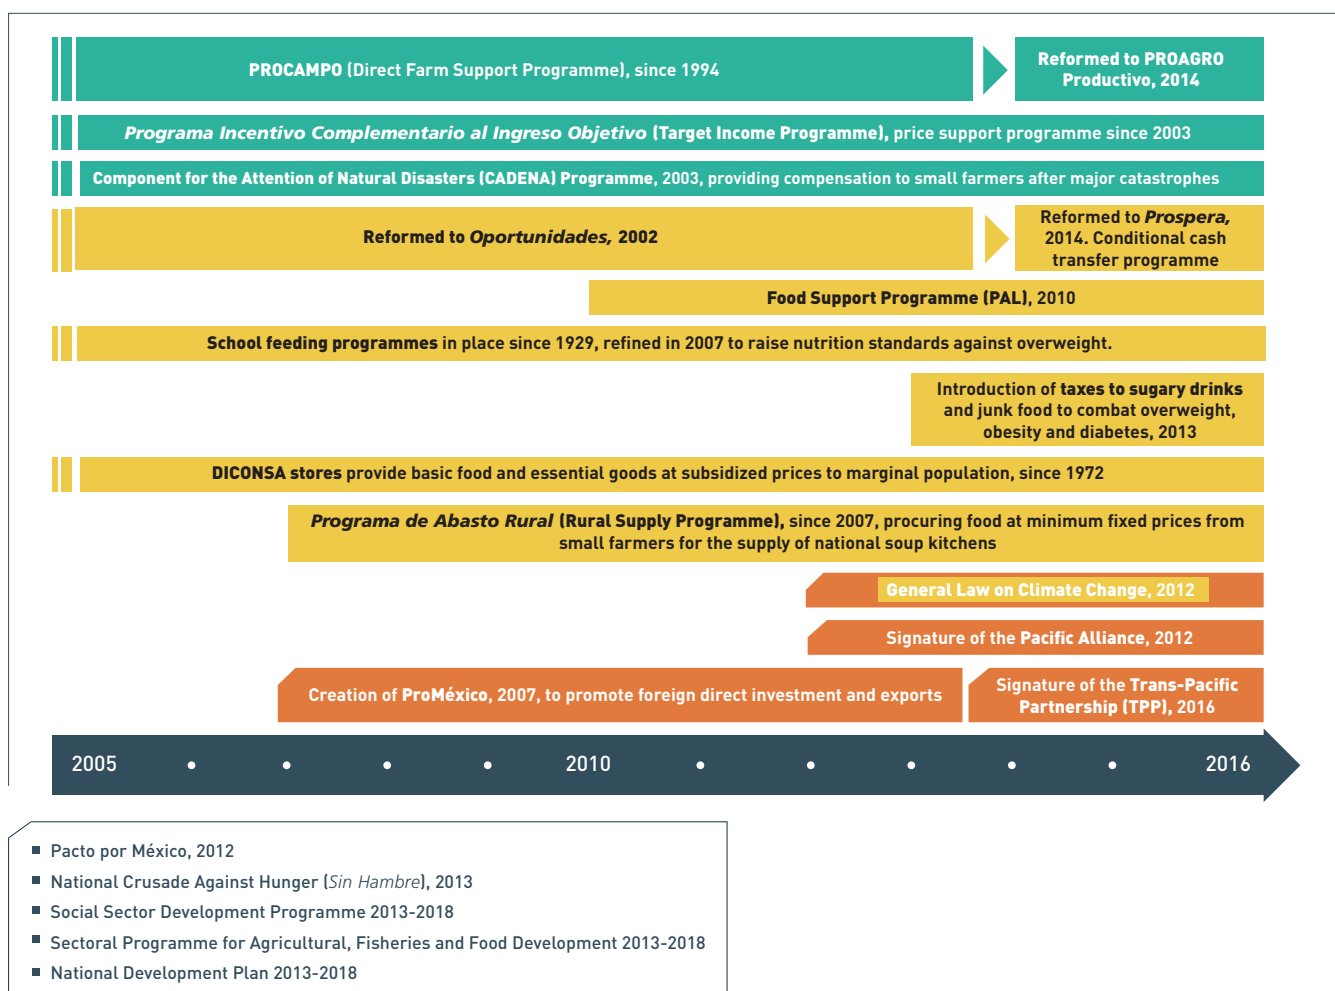 PROCAMPO (Direct Farm Support Programme), since 1994
Reformed to PROAGRO
Productivo, 2014
Programa Incentivo Complementario al Ingreso Objetivo (Target Income Programme), price support programme since 2003
Component for the Attention of Natural Disasters (CADENA) Programme, 2003, providing compensation to small farmers after major catastrophes
Reformed to Oportunidades, 2002
Reformed to Prospera,
2014. Conditional cash
transfer programme
Food Support Programme (PAL), 2010
School feeding programmes in place since 1929, refined in 2007 to raise nutrition standards against overweight.
Introduction of taxes to sugary drinks
and junk food to combat overweight,
obesity and diabetes, 2013
DICONSA stores provide basic food and essential goods at subsidized prices to marginal population, since 1972
Programa de Abasto Rural (Rural Supply Programme), since 2007, procuring food at minimum fixed prices from
small farmers for the supply of national soup kitchens
General Law on Climate Change, 2012
Signature of the Pacific Alliance, 2012
Creation of ProMéxico, 2007, to promote foreign direct investment and exports
Signature of the Trans-Pacific
Partnership (TPP), 2016
2005 2010 2016
Pacto por México, 2012
National Crusade Against Hunger (Sin Hambre), 2013
Social Sector Development Programme 2013-2018
Sectoral Programme for Agricultural, Fisheries and Food Development 2013-2018
National Development Plan 2013-2018